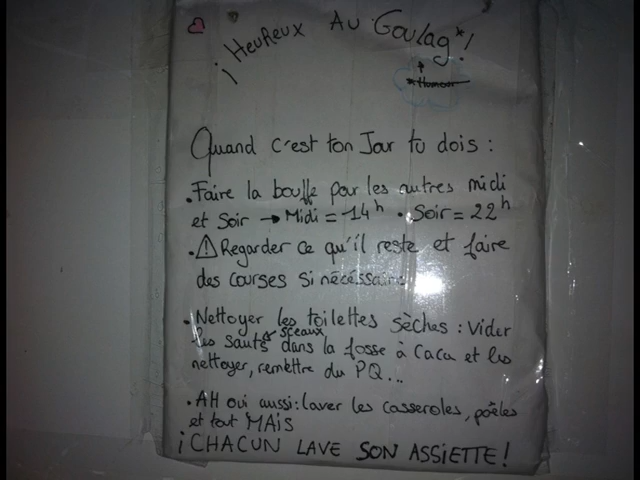 ¡Heureux au Goulag*!
*Humour
Quand c'est ton Jour tu dois :
• Faire la bouffe pour les autres midi
et Soir → Midi = 14h • Soir = 22h
• ⚠ Regarder ce qu'il reste et faire
des courses si nécéssaire
• Nettoyer les toilettes sèches : Vider
les sauts * sceaux dans la fosse à caca et les
nettoyer, remettre du PQ...
• AH oui aussi : laver les casseroles, poêles
et tout MAIS
¡CHACUN LAVE SON ASSIETTE!